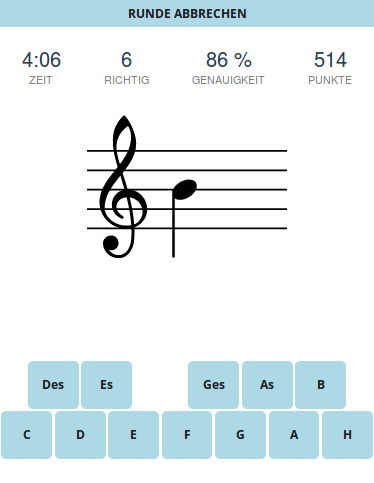 RUNDE ABBRECHEN
4:06 6 86 % 514
ZEIT RICHTIG GENAUIGKEIT PUNKTE
Des Es Ges As B
C D E F G A H